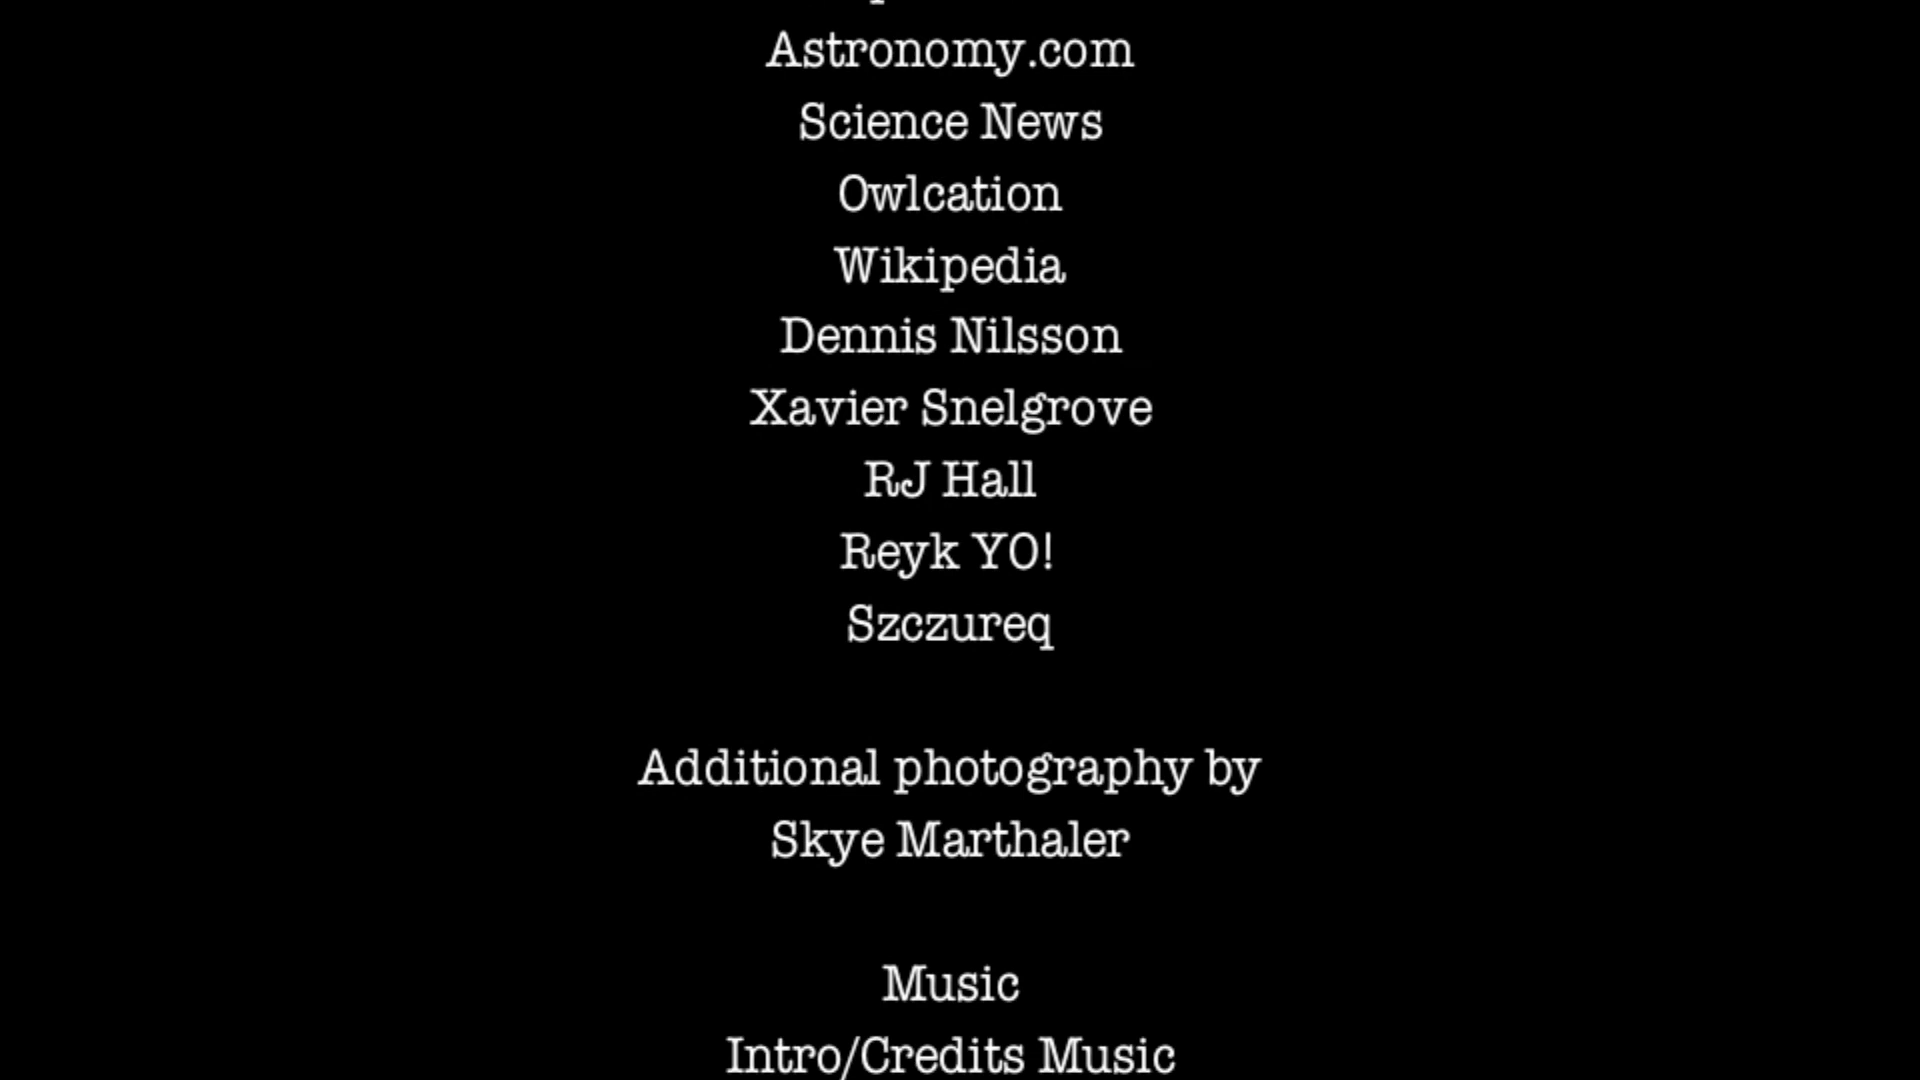 Astronomy.com
Science News
Owlcation
Wikipedia
Dennis Nilsson
Xavier Snelgrove
RJ Hall
Reyk YO!
Szczureq
Additional photography by
Skye Marthaler
Music
Intro/Credits Music